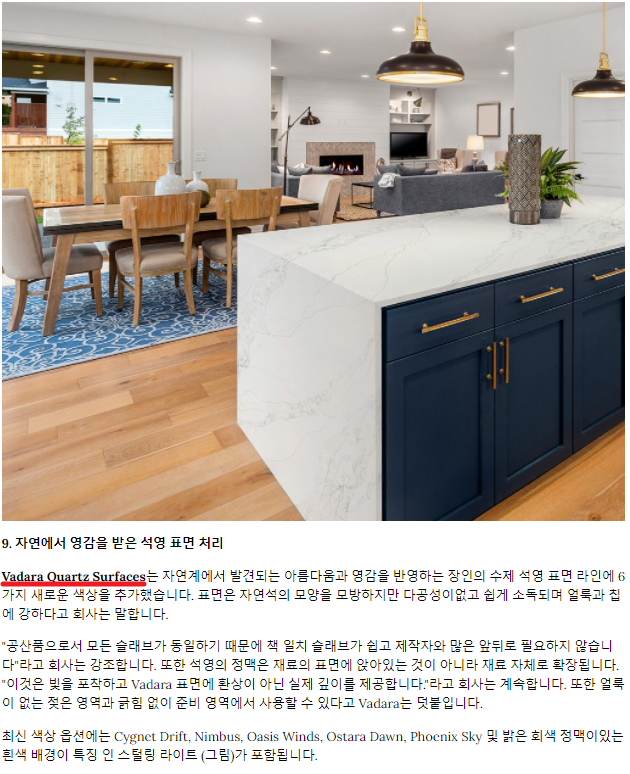 9. 자연에서 영감을 받은 석영 표면 처리
Vadara Quartz Surfaces는 자연계에서 발견되는 아름다움과 영감을 반영하는 장인의 수제 석영 표면 라인에 6
가지 새로운 색상을 추가했습니다. 표면은 자연석의 모양을 모방하지만 다공성이없고 쉽게 소독되며 얼룩과 칩
에 강하다고 회사는 말합니다.
"공산품으로서 모든 슬래브가 동일하기 때문에 책 일치 슬래브가 쉽고 제작자와 많은 앞뒤로 필요하지 않습니
다"라고 회사는 강조합니다. 또한 석영의 정맥은 재료의 표면에 앉아있는 것이 아니라 재료 자체로 확장됩니다.
"이것은 빛을 포착하고 Vadara 표면에 환상이 아닌 실제 깊이를 제공합니다."라고 회사는 계속합니다. 또한 얼룩
이 없는 젖은 영역과 긁힘 없이 준비 영역에서 사용할 수 있다고 Vadara는 덧붙입니다.
최신 색상 옵션에는 Cygnet Drift, Nimbus, Oasis Winds, Ostara Dawn, Phoenix Sky 및 밝은 회색 정맥이있는
흰색 배경이 특징 인 스털링 라이트 (그림)가 포함됩니다.